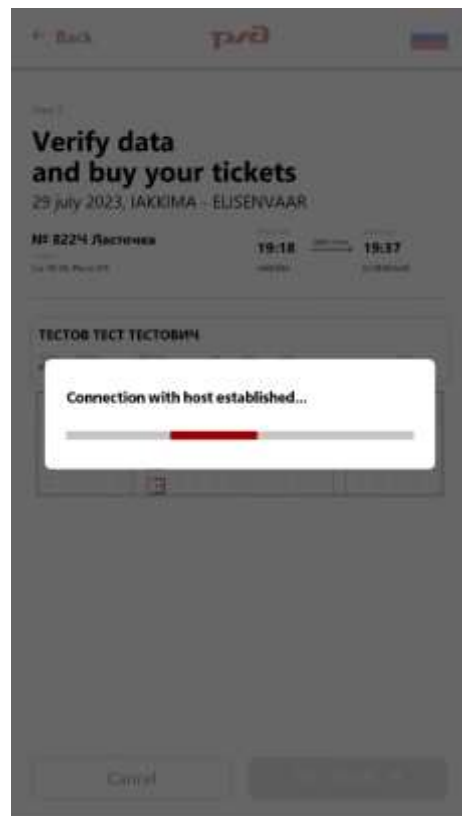 ← Back
ржд
Verify data
and buy your tickets
29 july 2023, IAKKIMA - ELISENVAAR
№ 822Ч Ласточка
19:18
19:37
ТЕСТОВ ТЕСТ ТЕСТОВИЧ
Connection with host established...
Cancel